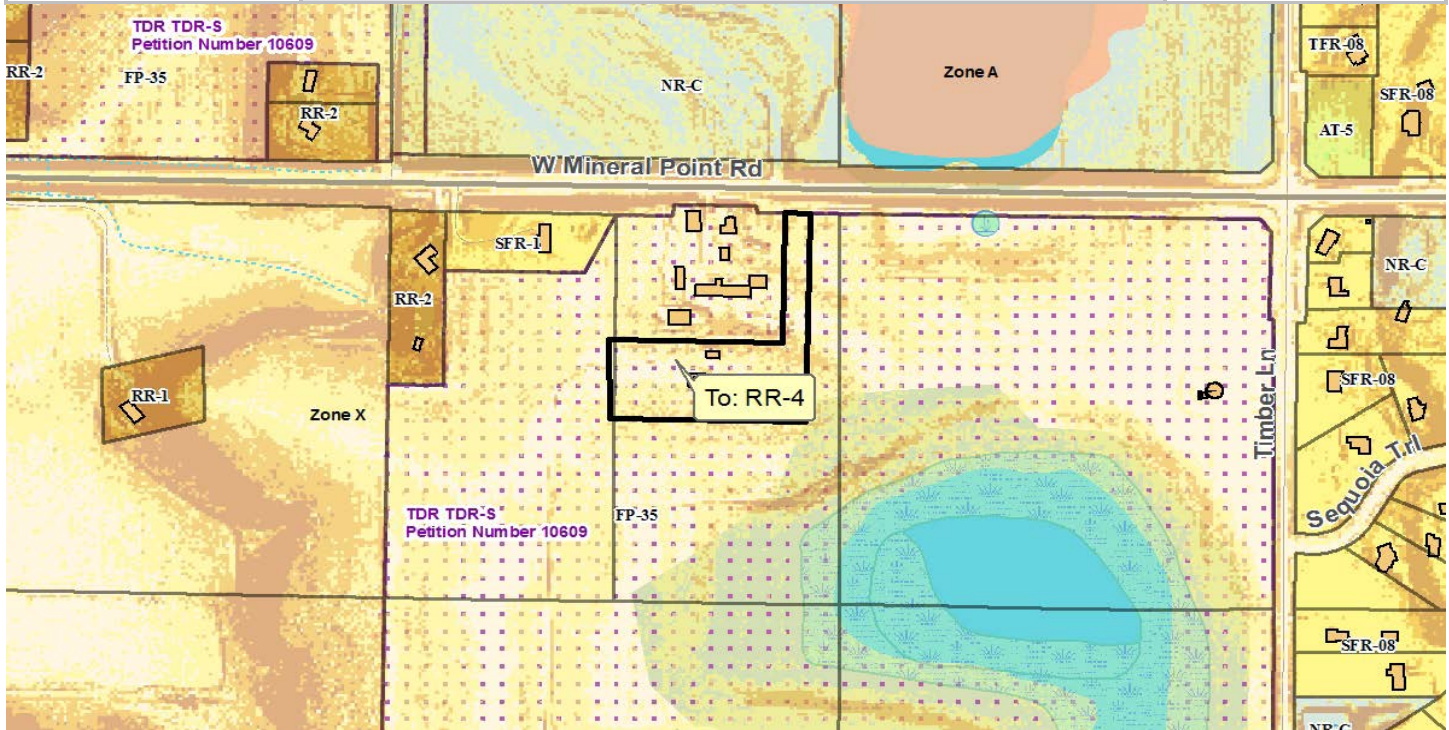 TDR TDR-S
Petition Number 10609
RR-2
FP-35
RR-2
NR-C
Zone A
TFR-08
SFR-08
AT-5
W Mineral Point Rd
SFR-1
RR-2
NR-C
RR-1
Zone X
To: RR-4
SFR-08
Timber Ln
Sequoia Trl
TDR TDR-S
Petition Number 10609
FP-35
SFR-08
NR-C